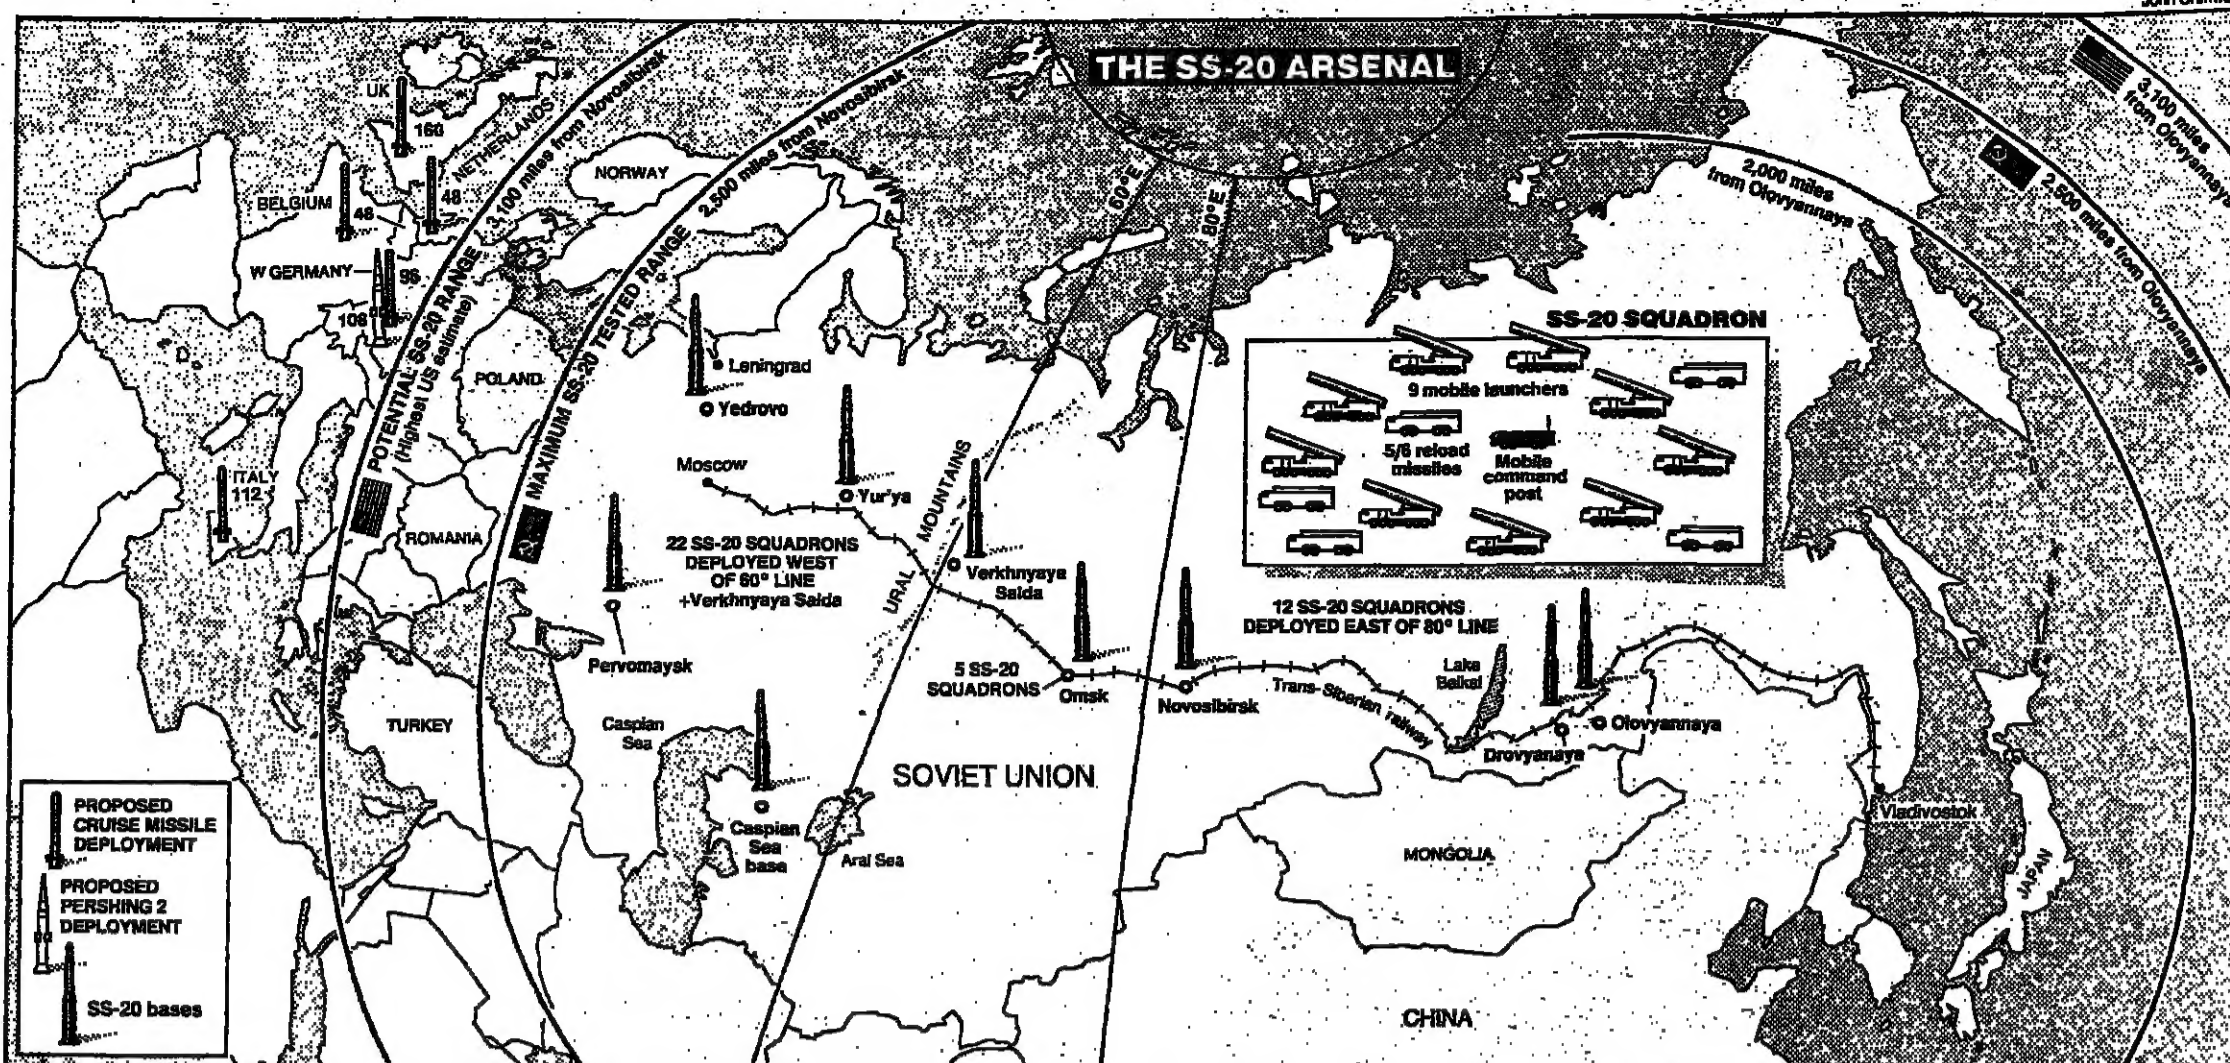 THE SS-20 ARSENAL
UK
160
NETHERLANDS
48
BELGIUM
48
W GERMANY
96
108
ITALY
112
NORWAY
POLAND
ROMANIA
TURKEY
3,100 miles from Novosibirsk
POTENTIAL SS-20 RANGE
(Highest US estimate)
2,500 miles from Novosibirsk
MAXIMUM SS-20 TESTED RANGE
60°E
80°E
2,000 miles
from Olovyannaya
3,100 miles
from Olovyannaya
2,500 miles from Olovyannaya
Leningrad
Yedrovo
Moscow
Yur'ya
URAL MOUNTAINS
22 SS-20 SQUADRONS
DEPLOYED WEST
OF 60° LINE
+Verkhnyaya Salda
Verkhnyaya
Salda
Pervomaysk
SS-20 SQUADRON
9 mobile launchers
5/6 reload
missiles
Mobile
command
post
12 SS-20 SQUADRONS
DEPLOYED EAST OF 80° LINE
5 SS-20
SQUADRONS
Omsk
Novosibirsk
Trans-Siberian railway
Lake
Baikal
Drovyanaya
Olovyannaya
Caspian
Sea
Caspian
Sea
base
Aral Sea
SOVIET UNION
MONGOLIA
CHINA
Vladivostok
JAPAN
PROPOSED
CRUISE MISSILE
DEPLOYMENT
PROPOSED
PERSHING 2
DEPLOYMENT
SS-20 bases